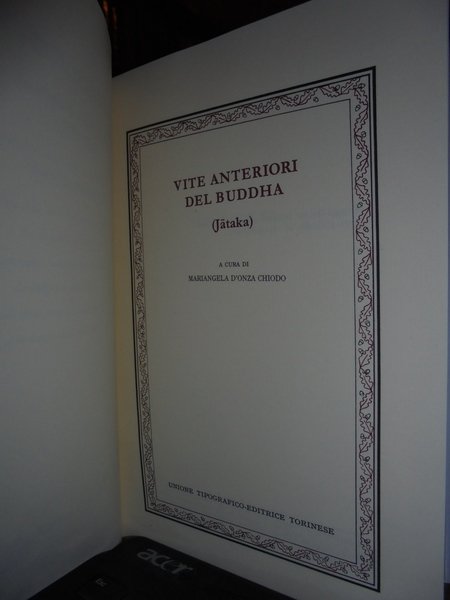 VITE ANTERIORI
DEL BUDDHA
(Jātaka)
A CURA DI
MARIANGELA D'ONZA CHIODO
UNIONE TIPOGRAFICO-EDITRICE TORINESE
acer